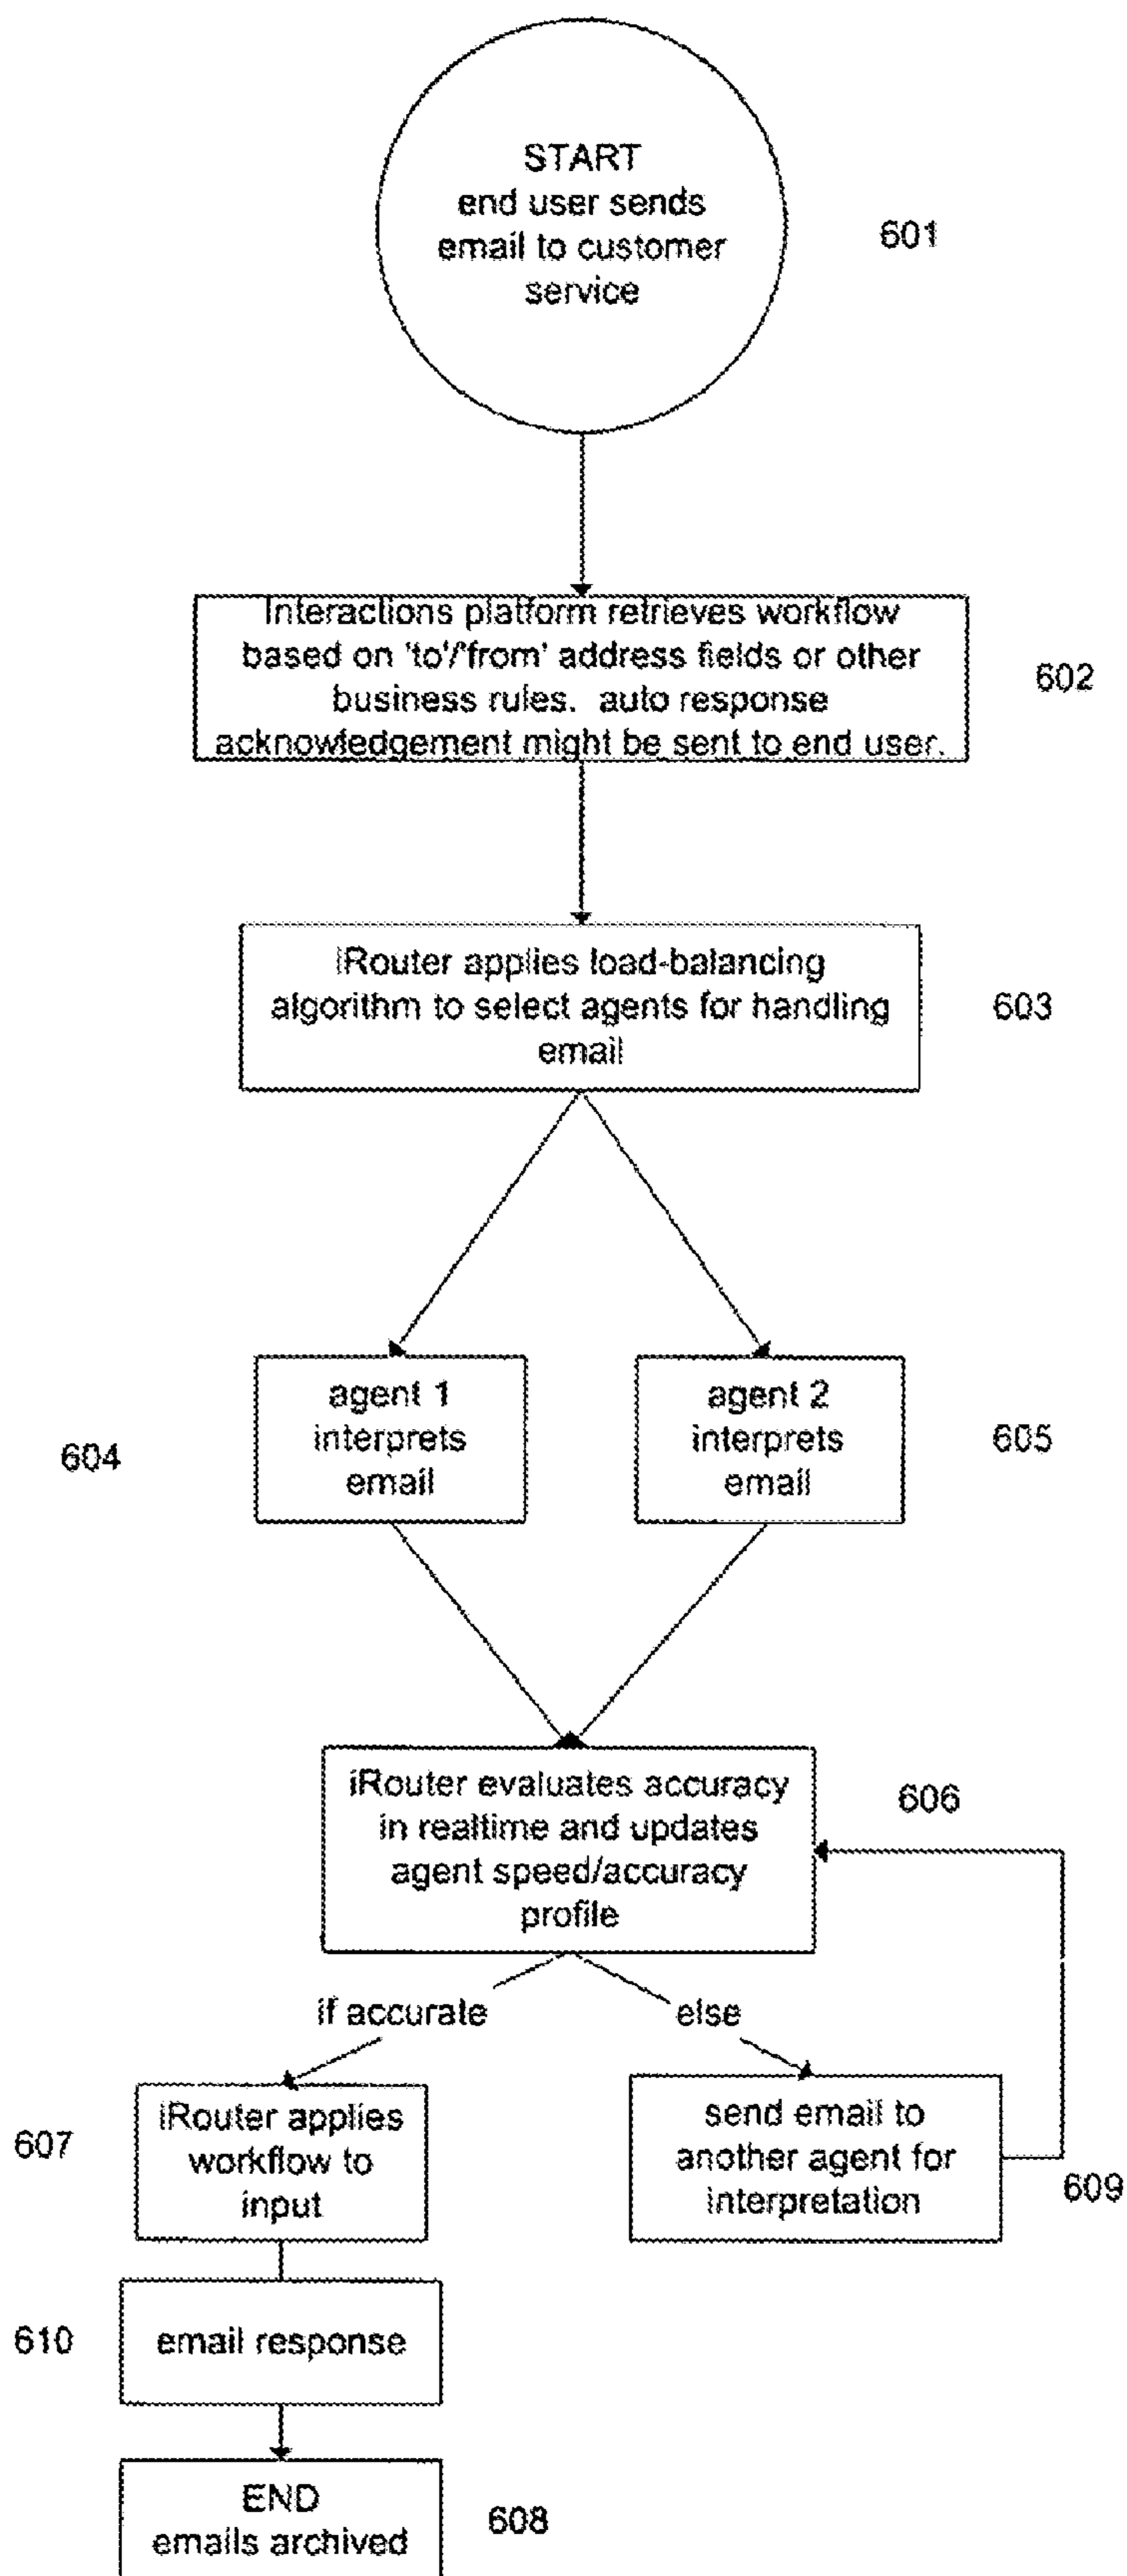 START
end user sends
email to customer
service
601
Interactions platform retrieves workflow
based on 'to'/'from' address fields or other
business rules. auto response
acknowledgement might be sent to end user.
602
iRouter applies load-balancing
algorithm to select agents for handling
email
603
604
agent 1
interprets
email
agent 2
interprets
email
605
iRouter evaluates accuracy
in realtime and updates
agent speed/accuracy
profile
606
if accurate
else
607
iRouter applies
workflow to
input
send email to
another agent for
interpretation
609
610
email response
END
emails archived
608